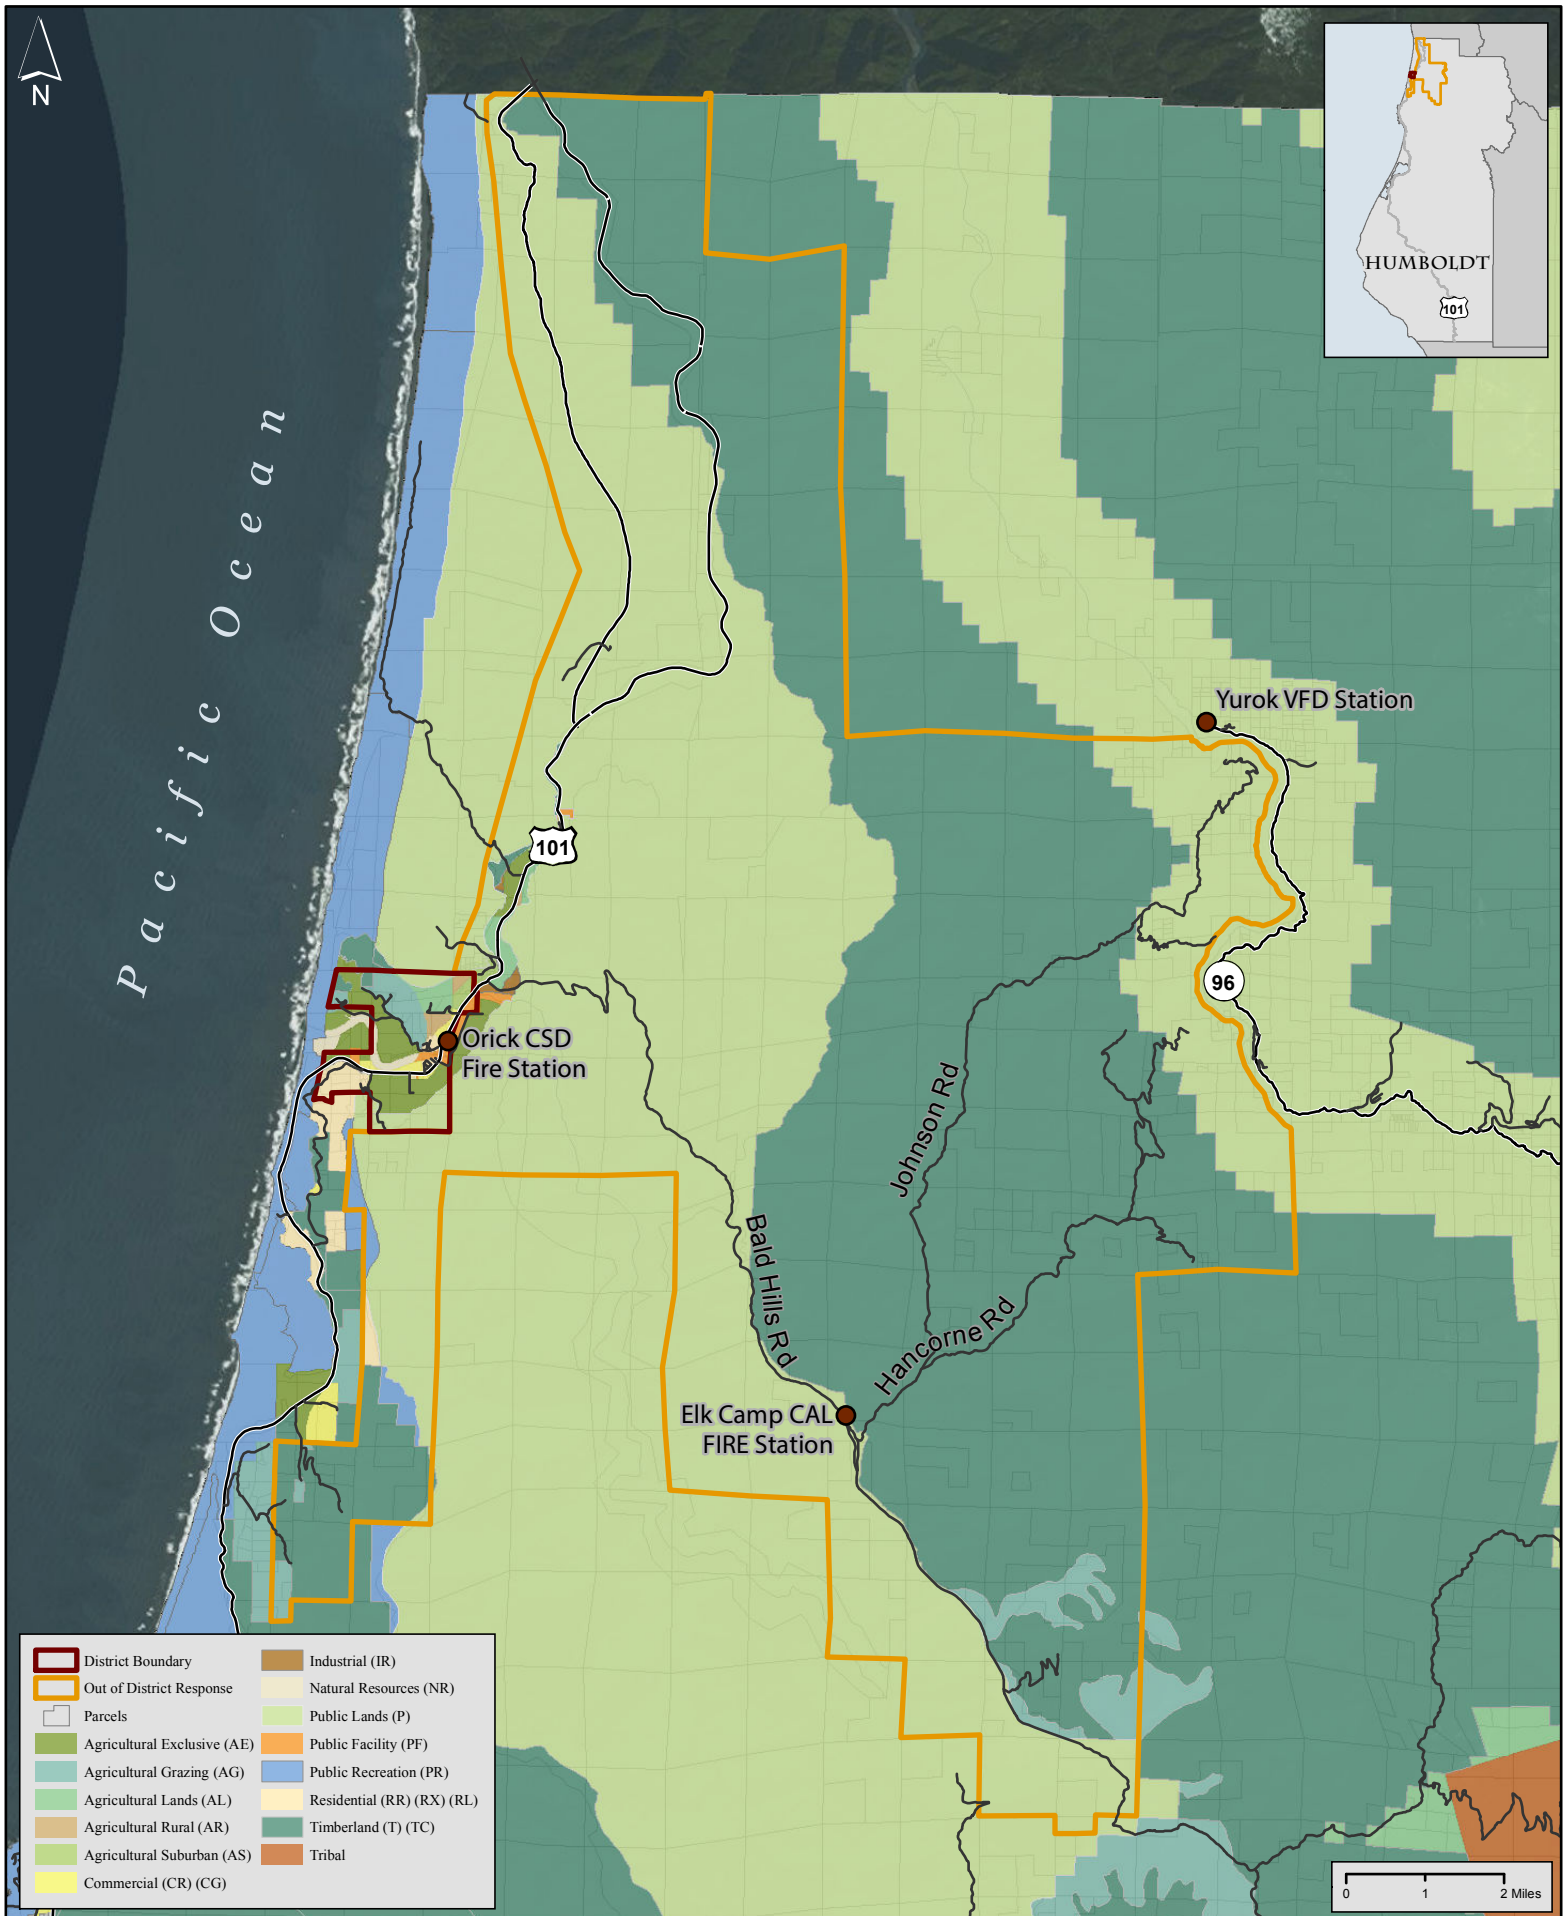 N
HUMBOLDT
101
Pacific Ocean
Yurok VFD Station
101
96
Orick CSD
Fire Station
Johnson Rd
Bald Hills Rd
Hancorne Rd
Elk Camp CAL
FIRE Station
District Boundary
Out of District Response
Parcels
Agricultural Exclusive (AE)
Agricultural Grazing (AG)
Agricultural Lands (AL)
Agricultural Rural (AR)
Agricultural Suburban (AS)
Commercial (CR) (CG)
Industrial (IR)
Natural Resources (NR)
Public Lands (P)
Public Facility (PF)
Public Recreation (PR)
Residential (RR) (RX) (RL)
Timberland (T) (TC)
Tribal
0 1 2 Miles